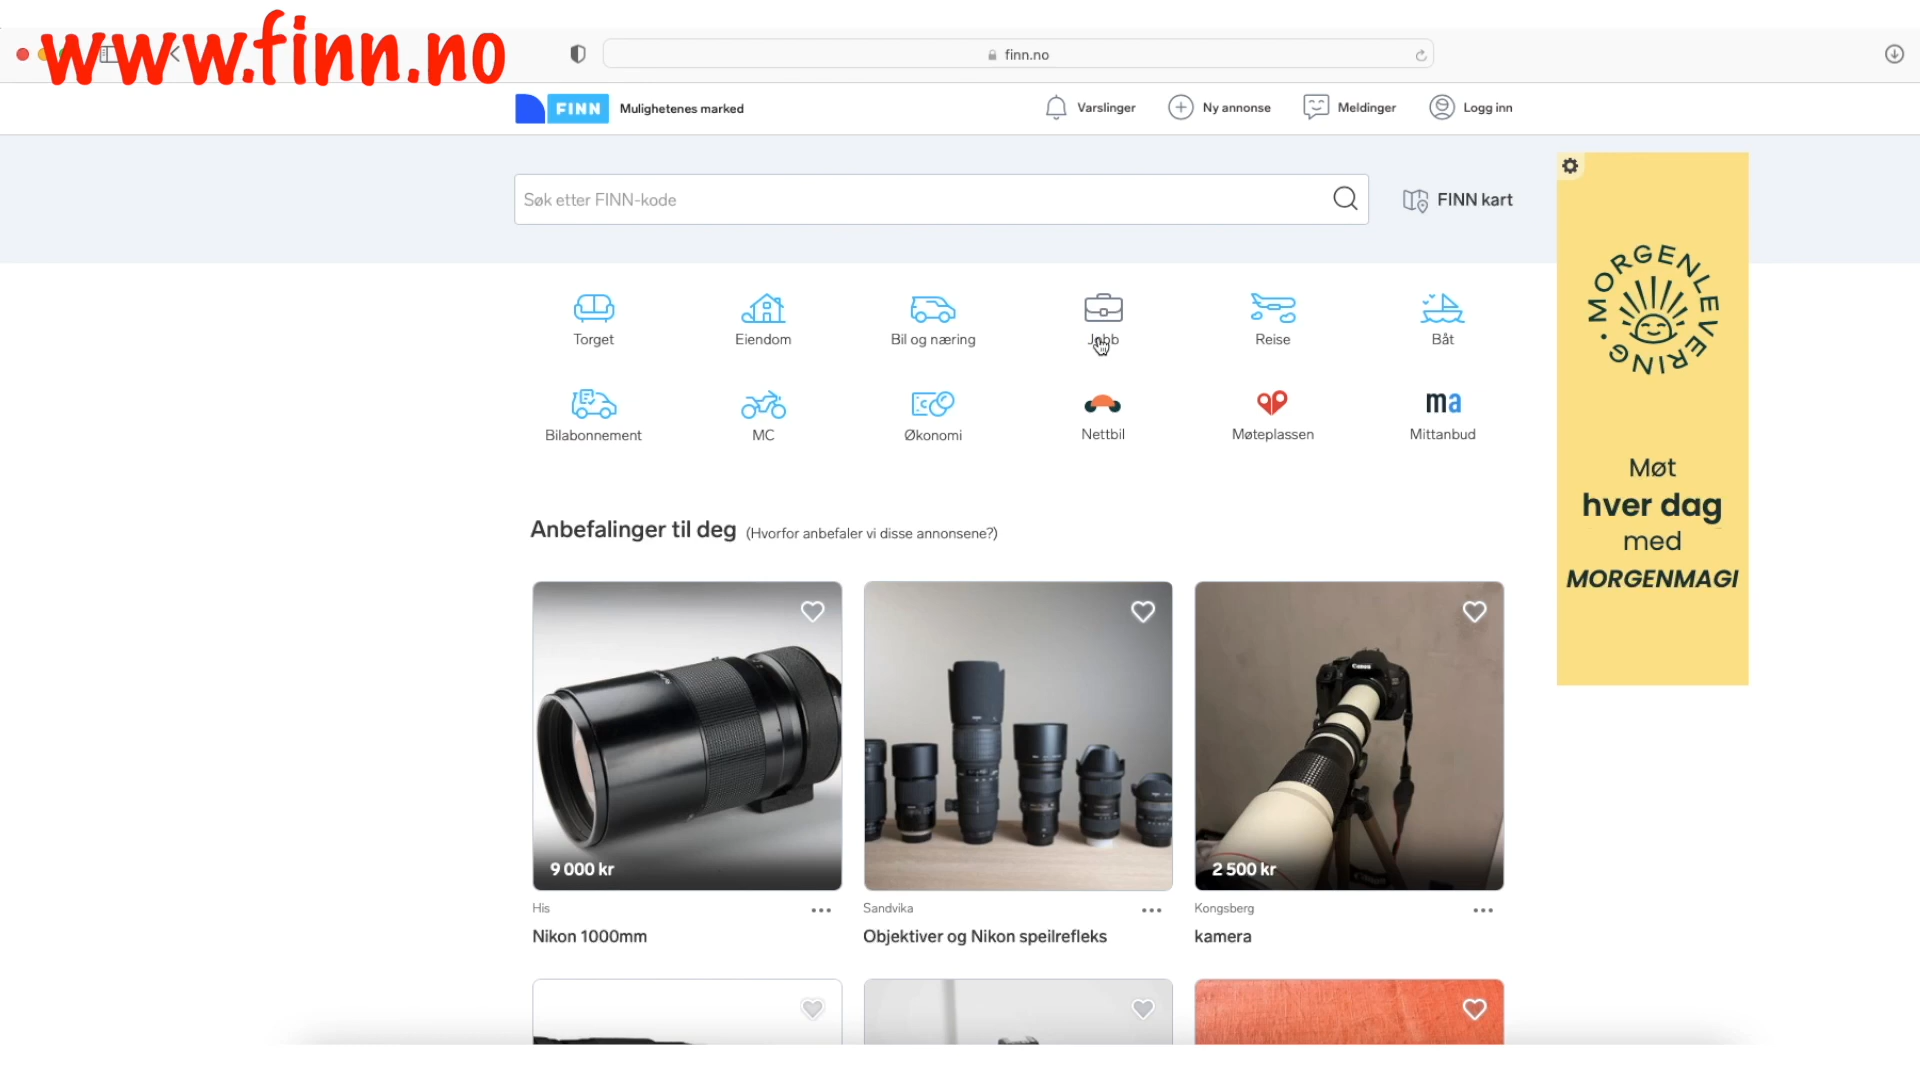 www.finn.no
finn.no
FINN
Mulighetenes marked
Varslinger
Ny annonse
Meldinger
Logg inn
Søk etter FINN-kode
FINN kart
Torget
Eiendom
Bil og næring
Jobb
Reise
Båt
Bilabonnement
MC
Økonomi
Nettbil
Møteplassen
ma
Mittanbud
MORGENLEVERING
Møt
hver dag
med
MORGENMAGI
Anbefalinger til deg (Hvorfor anbefaler vi disse annonsene?)
Canon
9 000 kr
2 500 kr
His
Sandvika
Kongsberg
Nikon 1000mm
Objektiver og Nikon speilrefleks
kamera